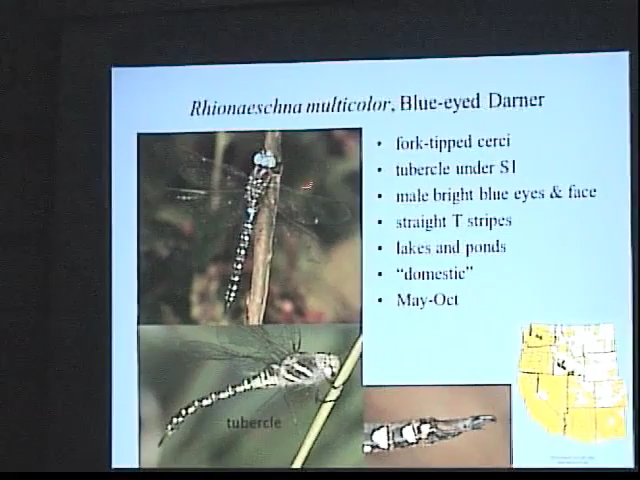 Rhionaeschna multicolor, Blue-eyed Darner
• fork-tipped cerci
• tubercle under S1
• male bright blue eyes & face
• straight T stripes
• lakes and ponds
• “domestic”
• May-Oct
tubercle